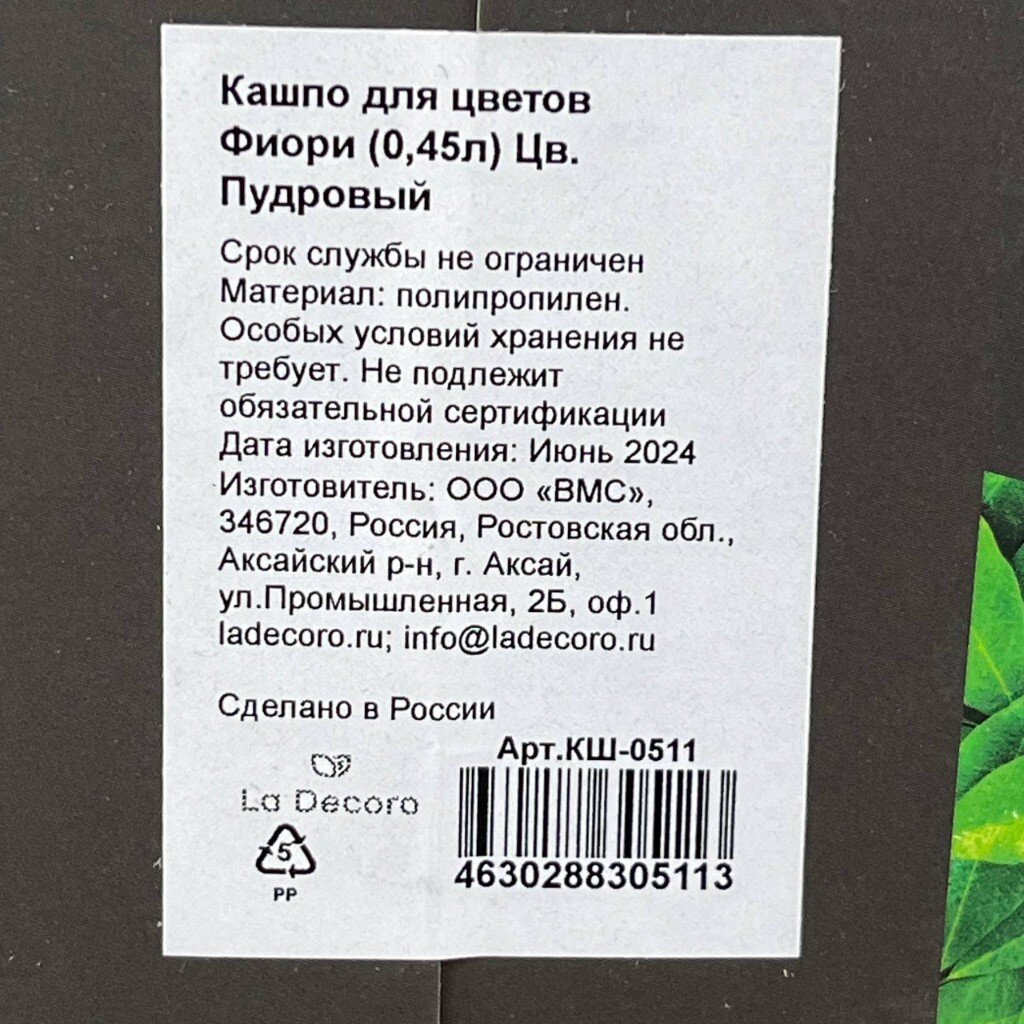 Кашпо для цветов
Фиори (0,45л) Цв.
Пудровый
Срок службы не ограничен
Материал: полипропилен.
Особых условий хранения не
требует. Не подлежит
обязательной сертификации
Дата изготовления: Июнь 2024
Изготовитель: ООО «ВМС»,
346720, Россия, Ростовская обл.,
Аксайский р-н, г. Аксай,
ул.Промышленная, 2Б, оф.1
ladecoro.ru; info@ladecoro.ru
Сделано в России
Арт.КШ-0511
La Decoro
5
PP
4630288305113